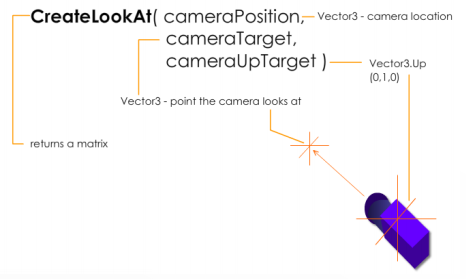 CreateLookAt( cameraPosition,
Vector3 - camera location
cameraTarget,
cameraUpTarget )
Vector3.Up
(0,1,0)
Vector3 - point the camera looks at
returns a matrix